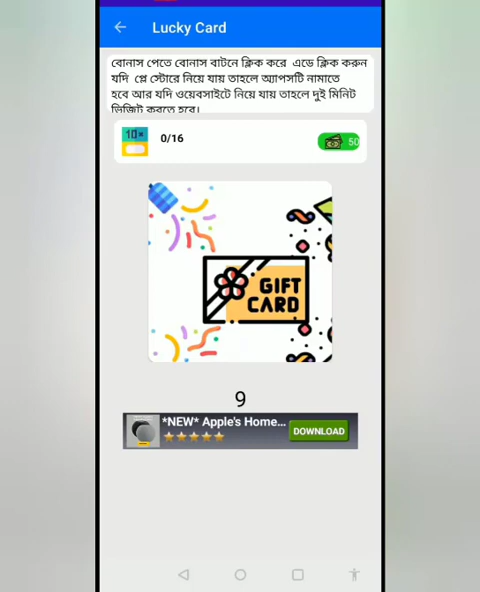 Lucky Card
বোনাস পেতে বোনাস বাটনে ক্লিক করে এডে ক্লিক করুন
যদি প্লে স্টোরে নিয়ে যায় তাহলে অ্যাপসটি নামাতে
হবে আর যদি ওয়েবসাইটে নিয়ে যায় তাহলে দুই মিনিট
ভিজিট করতে হবে।
10×
0/16
50
GIFT
CARD
9
*NEW* Apple's Home...
DOWNLOAD